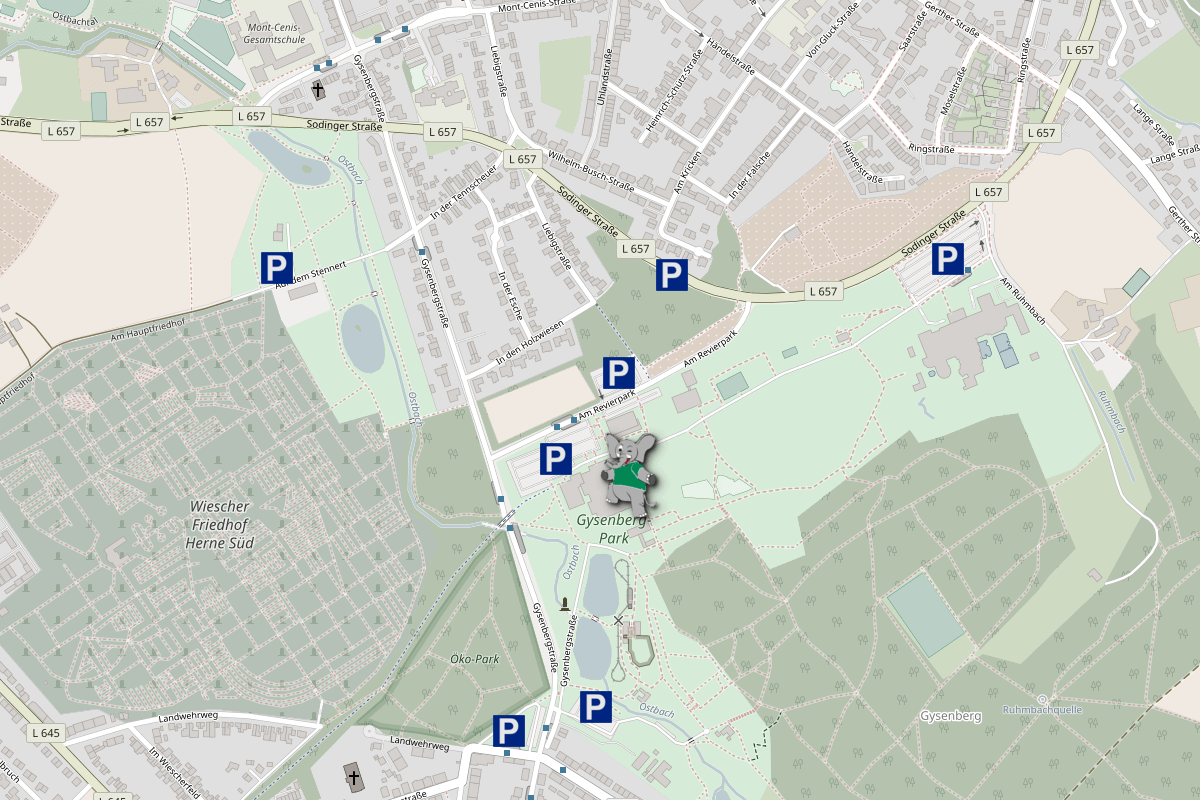 Ostbachtal
Mont-Cenis-
Gesamtschule
Mont-Cenis-Straße
Gysenbergstraße
Liebigstraße
Uhlandstraße
Händelstraße
Heinrich-Schütz-Straße
Von-Gluck-Straße
Gerther Straße
Saarstraße
Moselstraße
Ringstraße
Ringstraße
L 657
L 657
L 657
L 657
L 657
L 657
L 657
L 657
L 657
L 657
Straße
Sodinger Straße
Lange Straße
Lange Straße
Händelstraße
Gerther
Ostbach
In der Tennscheuer
Wilhelm-Busch-Straße
Am Kricken
In der Falsche
Sodinger Straße
Sodinger Straße
Liebigstraße
P
Auf dem Stennert
Gysenbergstraße
In der Esche
P
P
Am Ruhmbach
Am Hauptfriedhof
In den Holzwiesen
P
Am Revierpark
Am Revierpark
Ostbach
Ruhmbach
P
Wiescher
Friedhof
Herne Süd
Gysenberg-
Park
Ostbach
Gysenbergstraße
Gysenbergstraße
Öko-Park
P
P
Ostbach
Gysenberg
Ruhmbachquelle
Landwehrweg
Landwehrweg
L 645
L 645
Im Wiescherfeld